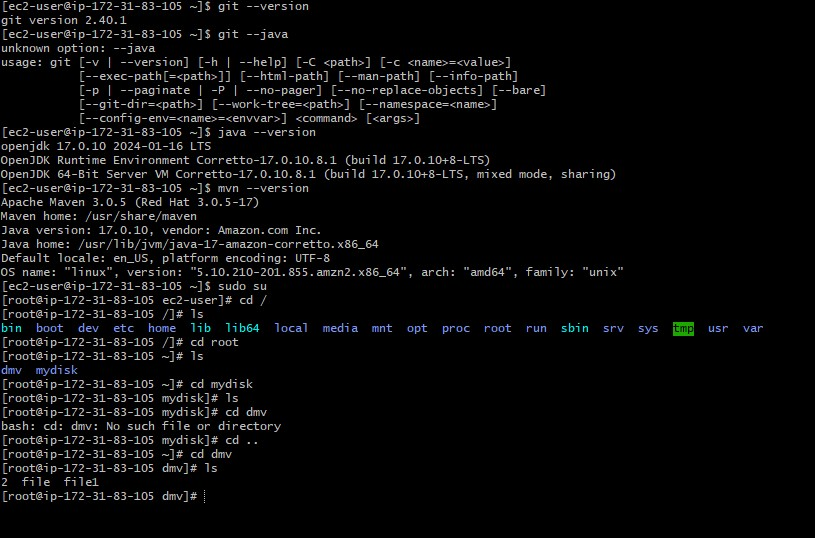 [ec2-user@ip-172-31-83-105 ~]$ git --version
git version 2.40.1
[ec2-user@ip-172-31-83-105 ~]$ git --java
unknown option: --java
usage: git [-v | --version] [-h | --help] [-C <path>] [-c <name>=<value>]
           [--exec-path[=<path>]] [--html-path] [--man-path] [--info-path]
           [-p | --paginate | -P | --no-pager] [--no-replace-objects] [--bare]
           [--git-dir=<path>] [--work-tree=<path>] [--namespace=<name>]
           [--config-env=<name>=<envvar>] <command> [<args>]
[ec2-user@ip-172-31-83-105 ~]$ java --version
openjdk 17.0.10 2024-01-16 LTS
OpenJDK Runtime Environment Corretto-17.0.10.8.1 (build 17.0.10+8-LTS)
OpenJDK 64-Bit Server VM Corretto-17.0.10.8.1 (build 17.0.10+8-LTS, mixed mode, sharing)
[ec2-user@ip-172-31-83-105 ~]$ mvn --version
Apache Maven 3.0.5 (Red Hat 3.0.5-17)
Maven home: /usr/share/maven
Java version: 17.0.10, vendor: Amazon.com Inc.
Java home: /usr/lib/jvm/java-17-amazon-corretto.x86_64
Default locale: en_US, platform encoding: UTF-8
OS name: "linux", version: "5.10.210-201.855.amzn2.x86_64", arch: "amd64", family: "unix"
[ec2-user@ip-172-31-83-105 ~]$ sudo su
[root@ip-172-31-83-105 ec2-user]# cd /
[root@ip-172-31-83-105 /]# ls
bin  boot  dev  etc  home  lib  lib64  local  media  mnt  opt  proc  root  run  sbin  srv  sys  tmp  usr  var
[root@ip-172-31-83-105 /]# cd root
[root@ip-172-31-83-105 ~]# ls
dmv  mydisk
[root@ip-172-31-83-105 ~]# cd mydisk
[root@ip-172-31-83-105 mydisk]# ls
[root@ip-172-31-83-105 mydisk]# cd dmv
bash: cd: dmv: No such file or directory
[root@ip-172-31-83-105 mydisk]# cd ..
[root@ip-172-31-83-105 ~]# cd dmv
[root@ip-172-31-83-105 dmv]# ls
2  file  file1
[root@ip-172-31-83-105 dmv]#